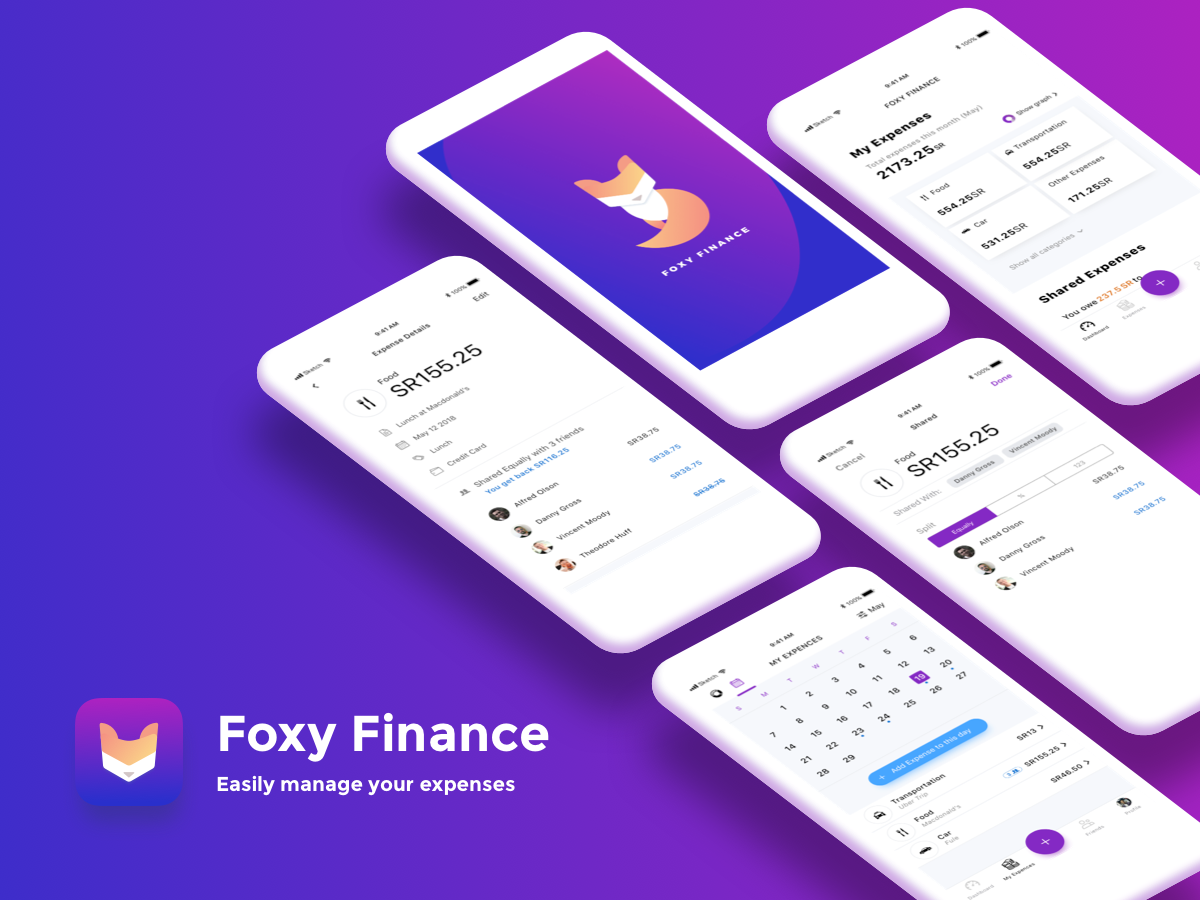 FOXY FINANCE
Sketch
9:41 AM
100%
FOXY FINANCE
My Expenses
Total expenses this month (May)
2173.25SR
Show graph
Food
554.25SR
Transportation
554.25SR
Car
531.25SR
Other Expenses
171.25SR
Show all categories
Shared Expenses
You owe 237.5 SR to
+
Dashboard
Expenses
Sketch
9:41 AM
100%
Expense Details
Edit
Food
SR155.25
Lunch at Macdonald's
May 12 2018
Lunch
Credit Card
Shared Equally with 3 friends
You get back SR116.25
Alfred Olson
SR38.75
Danny Gross
SR38.75
Vincent Moody
SR38.75
Theodore Huff
SR38.75
Sketch
9:41 AM
100%
Cancel
Shared
Done
Food
SR155.25
Shared With:
Danny Gross
Vincent Moody
Split
Equally
%
123
Alfred Olson
SR38.75
Danny Gross
SR38.75
Vincent Moody
SR38.75
Sketch
9:41 AM
100%
MY EXPENCES
May
S M T W T F S
1 2 3 4 5 6
7 8 9 10 11 12 13
14 15 16 17 18 19 20
21 22 23 24 25 26 27
28 29
+ Add Expense to this day
Transportation
Uber Trip
SR13
Food
Macdonald's
3
SR155.25
Car
SR46.50
Dashboard
My Expenses
+
Friends
Profile
Foxy Finance
Easily manage your expenses